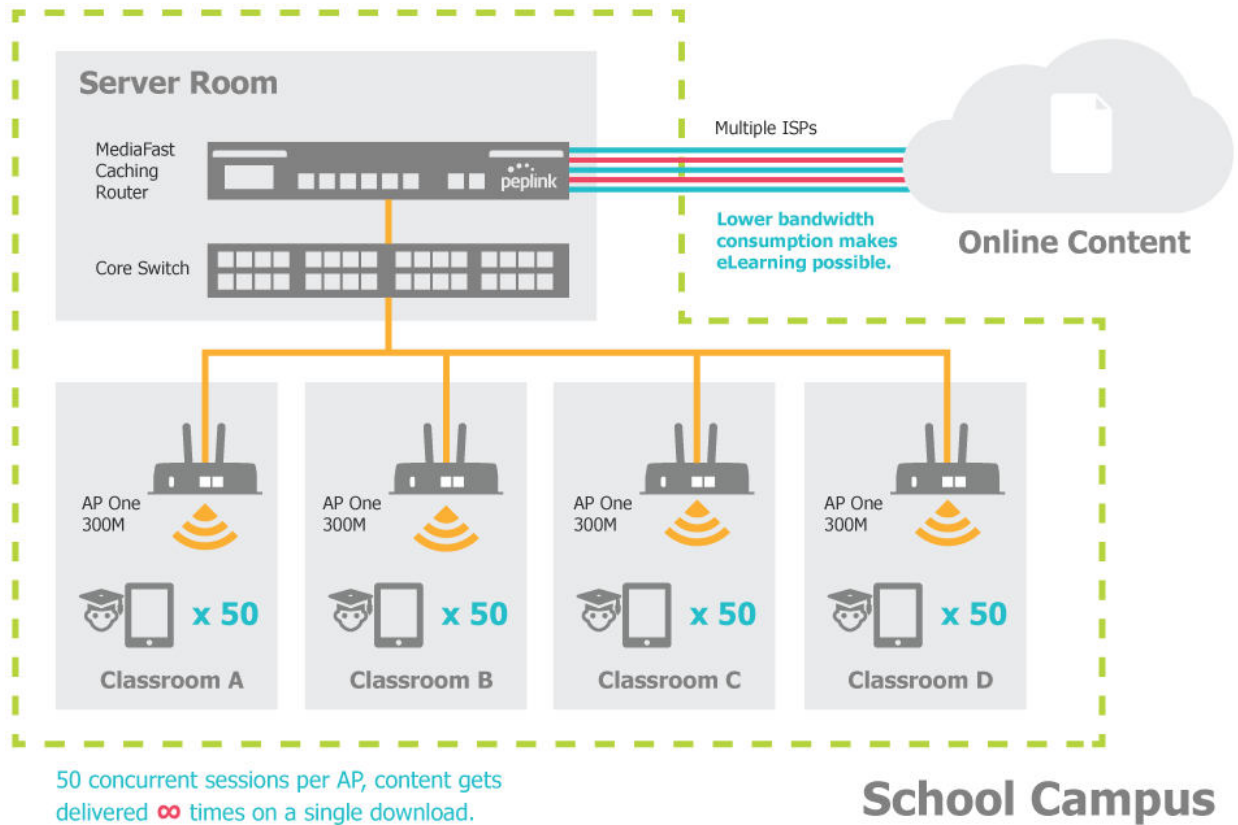 Server Room
MediaFast
Caching
Router
peplink
Core Switch
Multiple ISPs
Lower bandwidth
consumption makes
eLearning possible.
Online Content
AP One
300M
x 50
Classroom A
AP One
300M
x 50
Classroom B
AP One
300M
x 50
Classroom C
AP One
300M
x 50
Classroom D
50 concurrent sessions per AP, content gets
delivered ∞ times on a single download.
School Campus